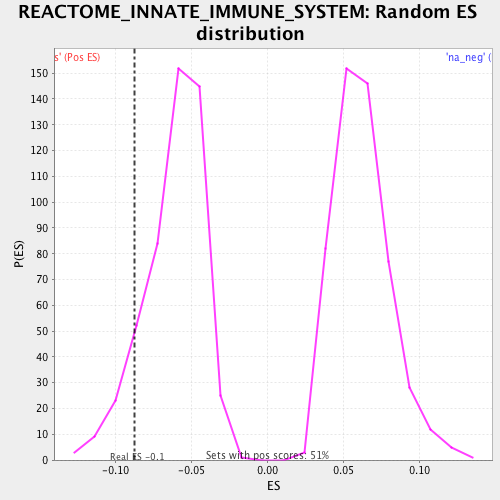 REACTOME_INNATE_IMMUNE_SYSTEM: Random ES
distribution
s' (Pos ES)
'na_neg' (
150
140
130
120
110
100
90
80
70
60
50
40
30
20
10
0
P(ES)
Real ES -0.1
Sets with pos scores: 51%
-0.10
-0.05
0.00
0.05
0.10
ES